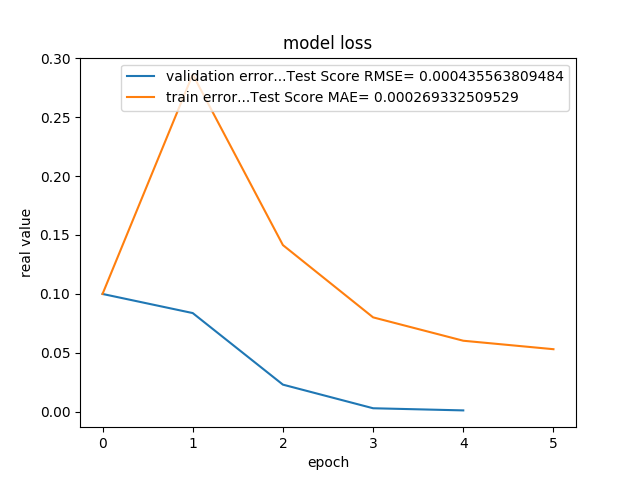 model loss
validation error...Test Score RMSE= 0.000435563809484
train error...Test Score MAE= 0.000269332509529
real value
0.30
0.25
0.20
0.15
0.10
0.05
0.00
0 1 2 3 4 5
epoch